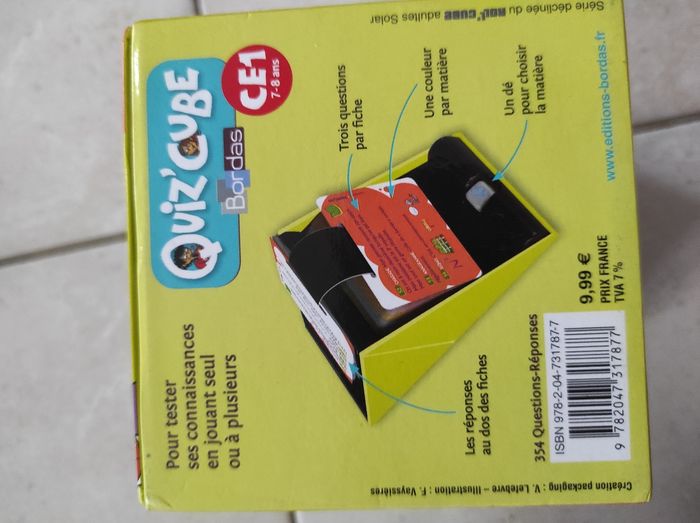 QUIZ'CUBE
Bordas
CE1
7-8 ans
Pour tester
ses connaissances
en jouant seul
ou à plusieurs
Trois questions
par fiche
Une couleur
par matière
Un dé
pour choisir
la matière
Les réponses
au dos des fiches
354 Questions-Réponses
ISBN 978-2-04-731787-7
9 782047 317877
9,99 €
PRIX FRANCE
TVA 7 %
Création packaging : V. Lefebvre – Illustration : F. Vayssières
www.editions-bordas.fr
Série déclinée du ROLL'CUBE adultes Solar